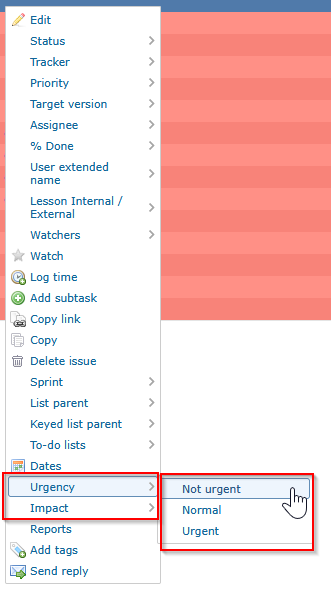 Edit
Status
Tracker
Priority
Target version
Assignee
% Done
User extended
name
Lesson Internal /
External
Watchers
Watch
Log time
Add subtask
Copy link
Copy
Delete issue
Sprint
List parent
Keyed list parent
To-do lists
Dates
Urgency
Not urgent
Impact
Normal
Reports
Urgent
Add tags
Send reply